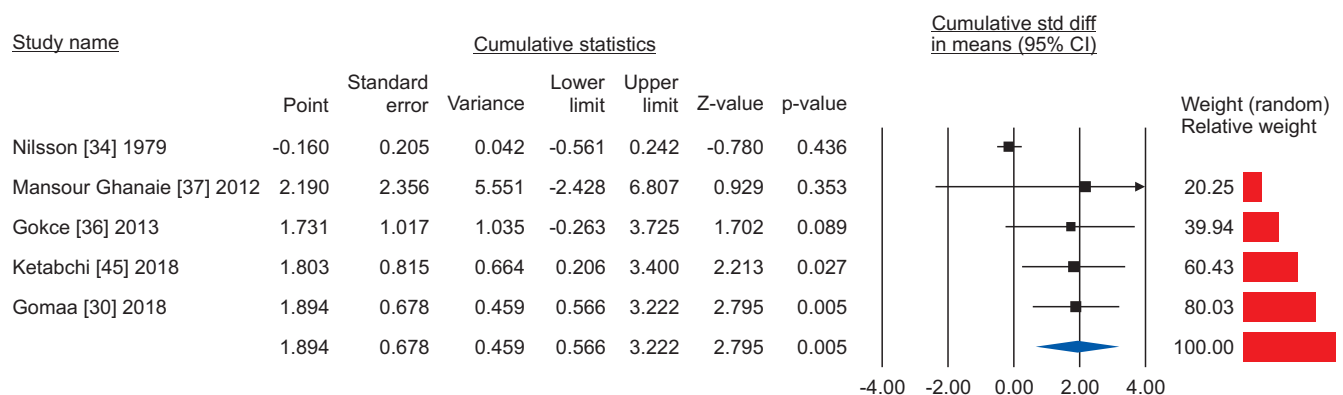 Study name Cumulative statistics Cumulative std diff
in means (95% CI)
Point Standard error Variance Lower limit Upper limit Z-value p-value Weight (random)
Relative weight
Nilsson [34] 1979 -0.160 0.205 0.042 -0.561 0.242 -0.780 0.436
Mansour Ghanaie [37] 2012 2.190 2.356 5.551 -2.428 6.807 0.929 0.353 20.25
Gokce [36] 2013 1.731 1.017 1.035 -0.263 3.725 1.702 0.089 39.94
Ketabchi [45] 2018 1.803 0.815 0.664 0.206 3.400 2.213 0.027 60.43
Gomaa [30] 2018 1.894 0.678 0.459 0.566 3.222 2.795 0.005 80.03
1.894 0.678 0.459 0.566 3.222 2.795 0.005 100.00
-4.00 -2.00 0.00 2.00 4.00